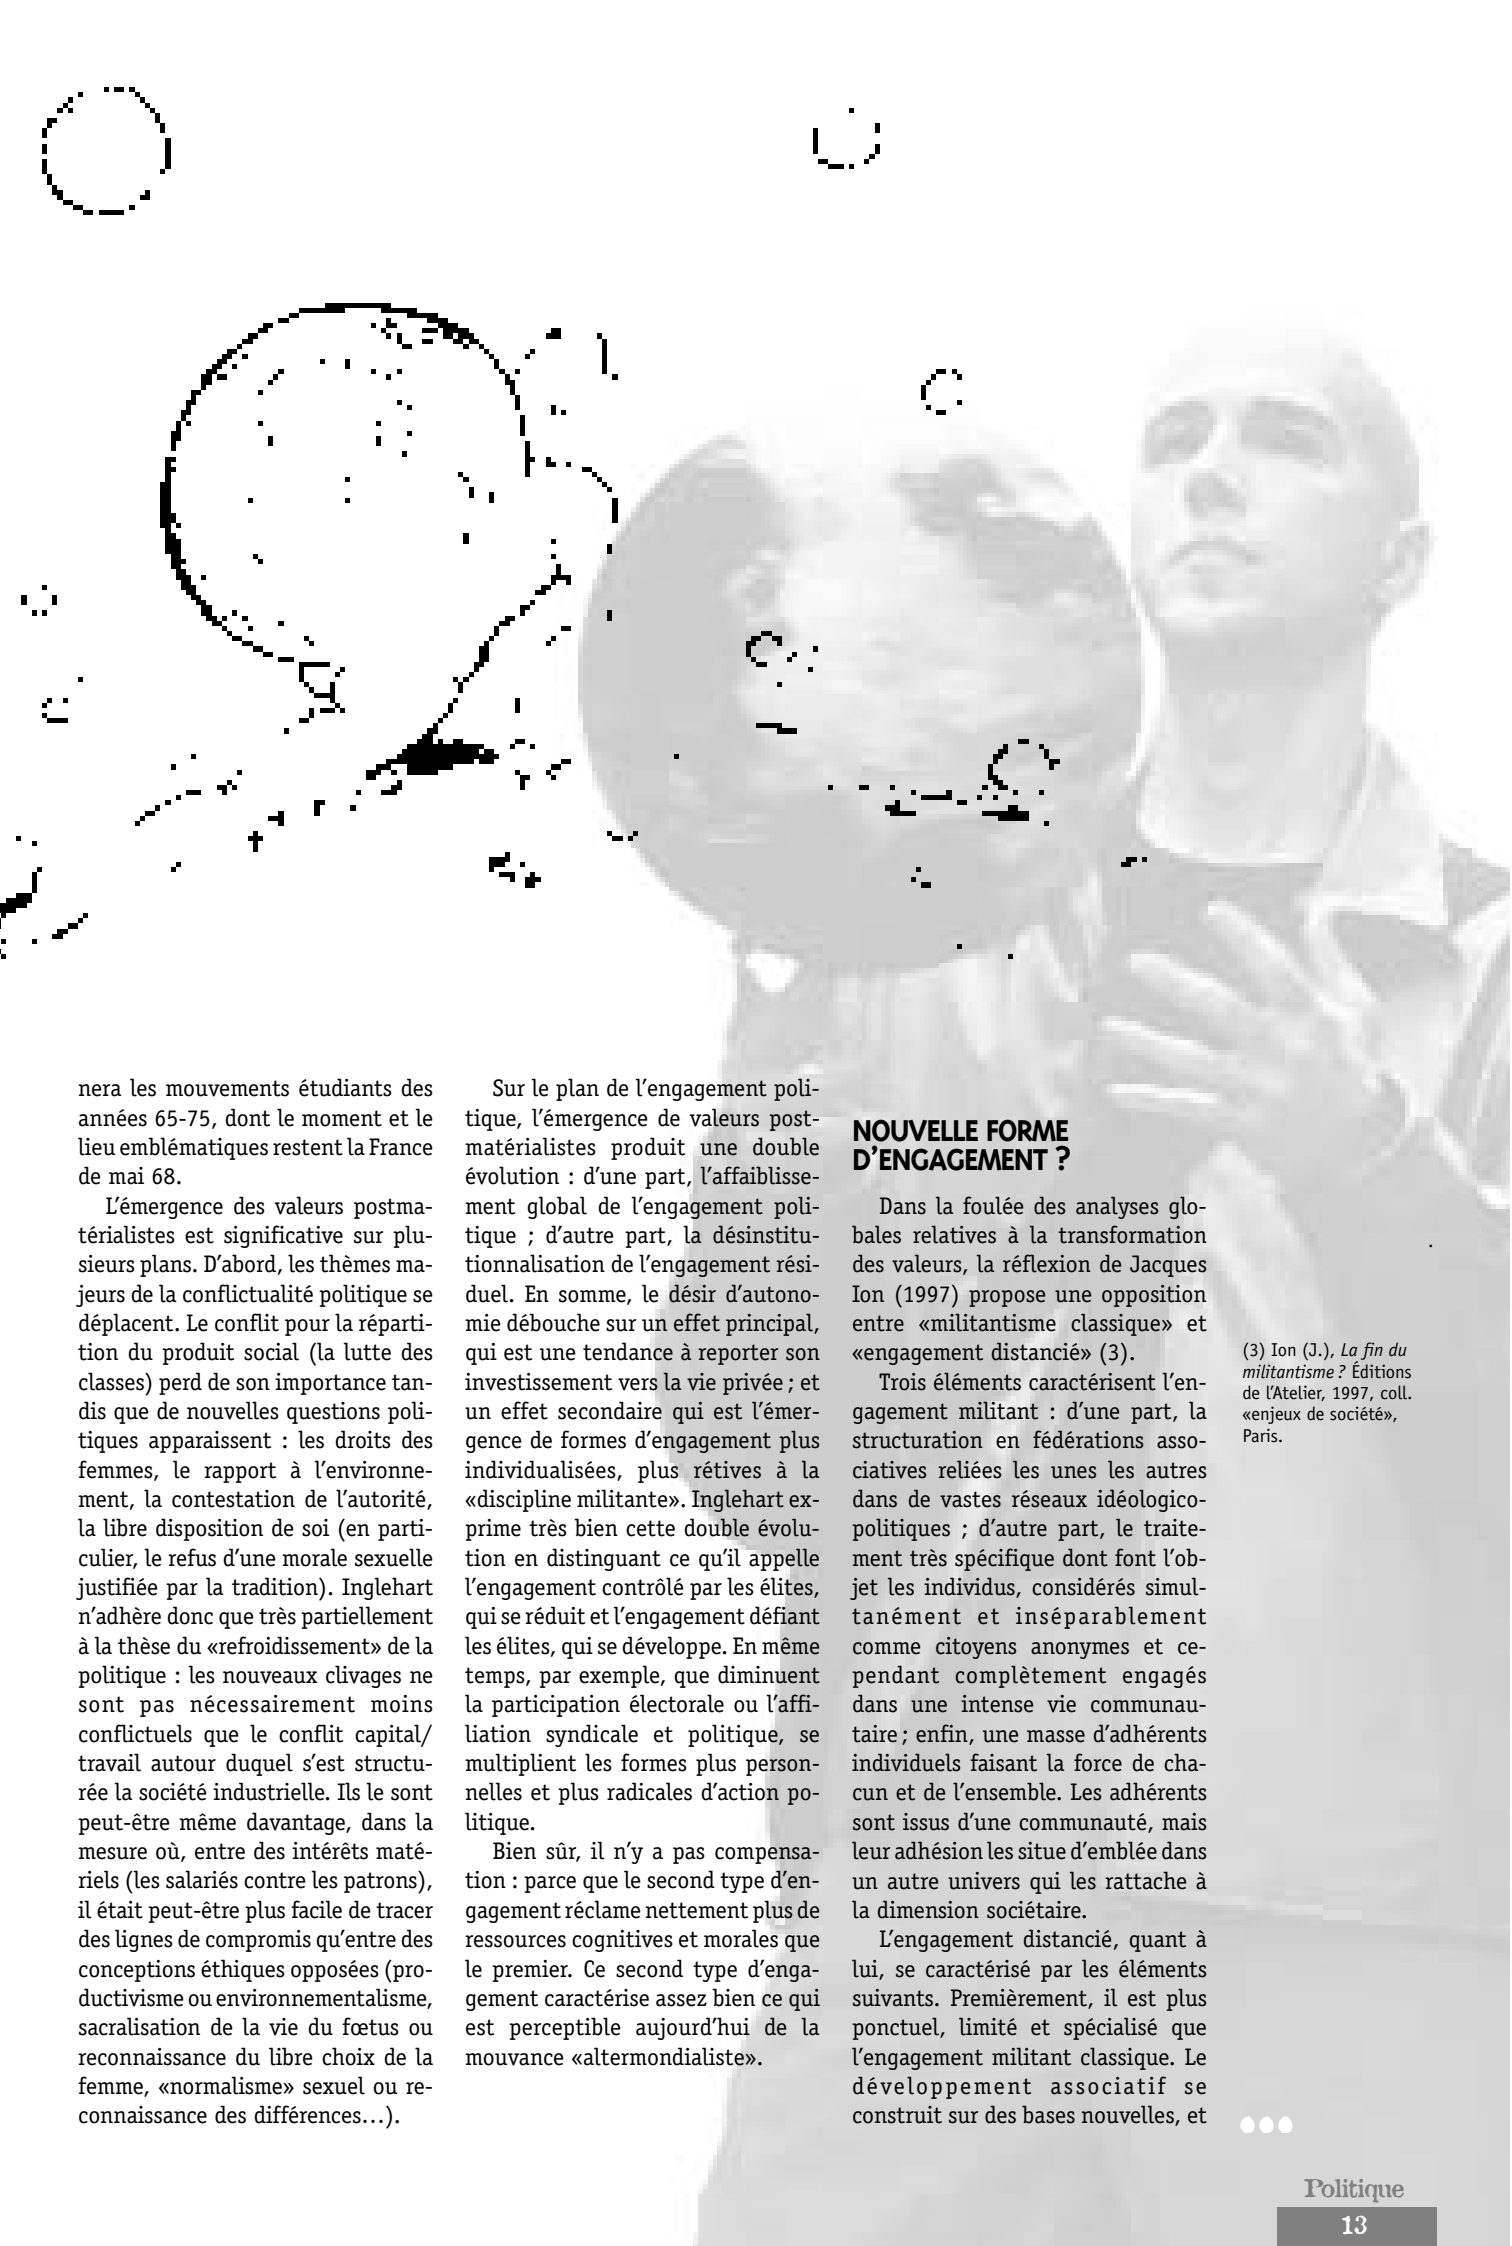 nera les mouvements étudiants des
années 65-75, dont le moment et le
lieu emblématiques restent la France
de mai 68.
L’émergence des valeurs postma-
térialistes est significative sur plu-
sieurs plans. D’abord, les thèmes ma-
jeurs de la conflictualité politique se
déplacent. Le conflit pour la réparti-
tion du produit social (la lutte des
classes) perd de son importance tan-
dis que de nouvelles questions poli-
tiques apparaissent : les droits des
femmes, le rapport à l’environne-
ment, la contestation de l’autorité,
la libre disposition de soi (en parti-
culier, le refus d’une morale sexuelle
justifiée par la tradition). Inglehart
n’adhère donc que très partiellement
à la thèse du «refroidissement» de la
politique : les nouveaux clivages ne
sont pas nécessairement moins
conflictuels que le conflit capital/
travail autour duquel s’est structu-
rée la société industrielle. Ils le sont
peut-être même davantage, dans la
mesure où, entre des intérêts maté-
riels (les salariés contre les patrons),
il était peut-être plus facile de tracer
des lignes de compromis qu’entre des
conceptions éthiques opposées (pro-
ductivisme ou environnementalisme,
sacralisation de la vie du fœtus ou
reconnaissance du libre choix de la
femme, «normalisme» sexuel ou re-
connaissance des différences…).
Sur le plan de l’engagement poli-
tique, l’émergence de valeurs post-
matérialistes produit une double
évolution : d’une part, l’affaiblisse-
ment global de l’engagement poli-
tique ; d’autre part, la désinstitu-
tionnalisation de l’engagement rési-
duel. En somme, le désir d’autono-
mie débouche sur un effet principal,
qui est une tendance à reporter son
investissement vers la vie privée ; et
un effet secondaire qui est l’émer-
gence de formes d’engagement plus
individualisées, plus rétives à la
«discipline militante». Inglehart ex-
prime très bien cette double évolu-
tion en distinguant ce qu’il appelle
l’engagement contrôlé par les élites,
qui se réduit et l’engagement défiant
les élites, qui se développe. En même
temps, par exemple, que diminuent
la participation électorale ou l’affi-
liation syndicale et politique, se
multiplient les formes plus person-
nelles et plus radicales d’action po-
litique.
Bien sûr, il n’y a pas compensa-
tion : parce que le second type d’en-
gagement réclame nettement plus de
ressources cognitives et morales que
le premier. Ce second type d’enga-
gement caractérise assez bien ce qui
est perceptible aujourd’hui de la
mouvance «altermondialiste».
NOUVELLE FORME
D’ENGAGEMENT ?
Dans la foulée des analyses glo-
bales relatives à la transformation
des valeurs, la réflexion de Jacques
Ion (1997) propose une opposition
entre «militantisme classique» et
«engagement distancié» (3).
Trois éléments caractérisent l’en-
gagement militant : d’une part, la
structuration en fédérations asso-
ciatives reliées les unes les autres
dans de vastes réseaux idéologico-
politiques ; d’autre part, le traite-
ment très spécifique dont font l’ob-
jet les individus, considérés simul-
tanément et inséparablement
comme citoyens anonymes et ce-
pendant complètement engagés
dans une intense vie communau-
taire ; enfin, une masse d’adhérents
individuels faisant la force de cha-
cun et de l’ensemble. Les adhérents
sont issus d’une communauté, mais
leur adhésion les situe d’emblée dans
un autre univers qui les rattache à
la dimension sociétaire.
L’engagement distancié, quant à
lui, se caractérisé par les éléments
suivants. Premièrement, il est plus
ponctuel, limité et spécialisé que
l’engagement militant classique. Le
développement associatif se
construit sur des bases nouvelles, et
(3) Ion (J.), La fin du
militantisme ? Éditions
de l’Atelier, 1997, coll.
«enjeux de société»,
Paris.
Politique
13